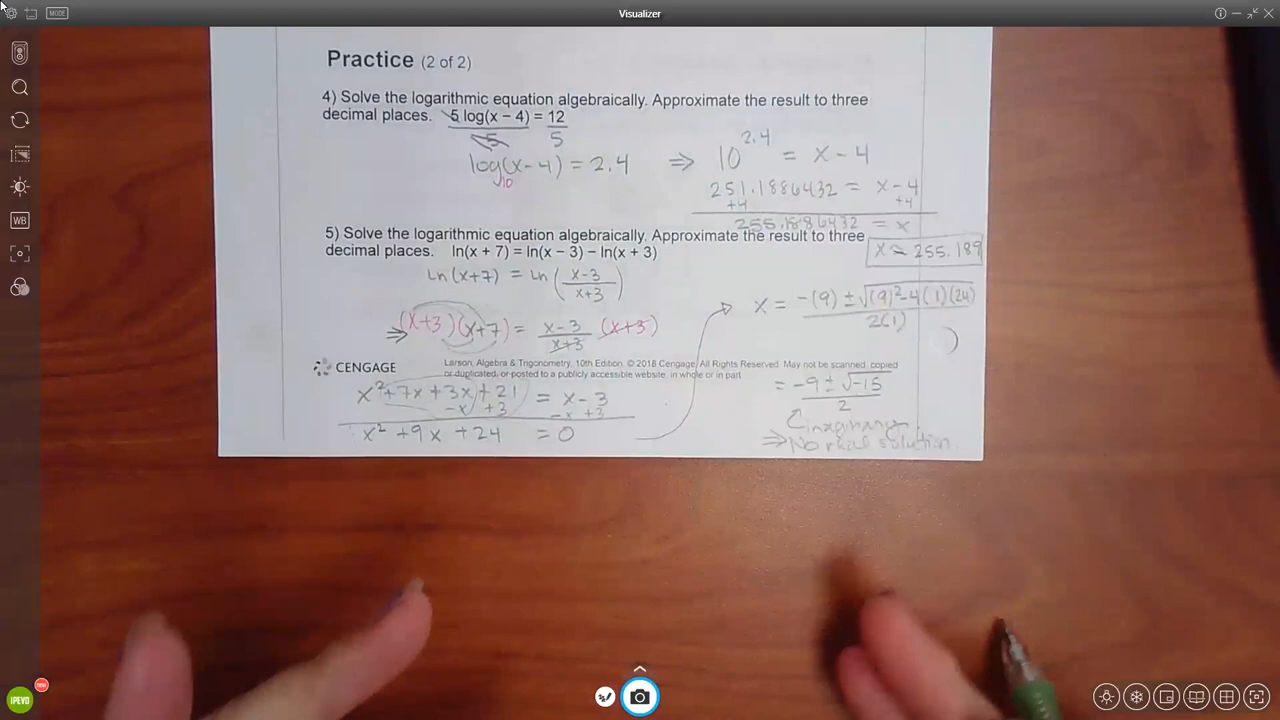 MODE
Visualizer
Practice (2 of 2)
4) Solve the logarithmic equation algebraically. Approximate the result to three
decimal places. 5 log(x − 4) = 12
5 5
log₁₀(x-4) = 2.4 ⇒ 10^2.4 = x-4
251.1886432 = x-4
+4 +4
255.1886432 = x
5) Solve the logarithmic equation algebraically. Approximate the result to three
decimal places. ln(x + 7) = ln(x − 3) − ln(x + 3)
x ≈ 255.189
Ln(x+7) = Ln (x-3/x+3)
⇒ (x+3)(x+7) = x-3/x+3 (x+3)
x = -(9) ± √(9)²-4(1)(24)
2(1)
CENGAGE
Larson, Algebra & Trigonometry, 10th Edition. © 2018 Cengage. All Rights Reserved. May not be scanned, copied
or duplicated, or posted to a publicly accessible website, in whole or in part.
x²+7x+3x+21 = x-3
-x +3 -x +3
x²+9x+24 = 0
= -9 ± √-15
2
imaginary
⇒ No real solution
WB
IPEVO
new